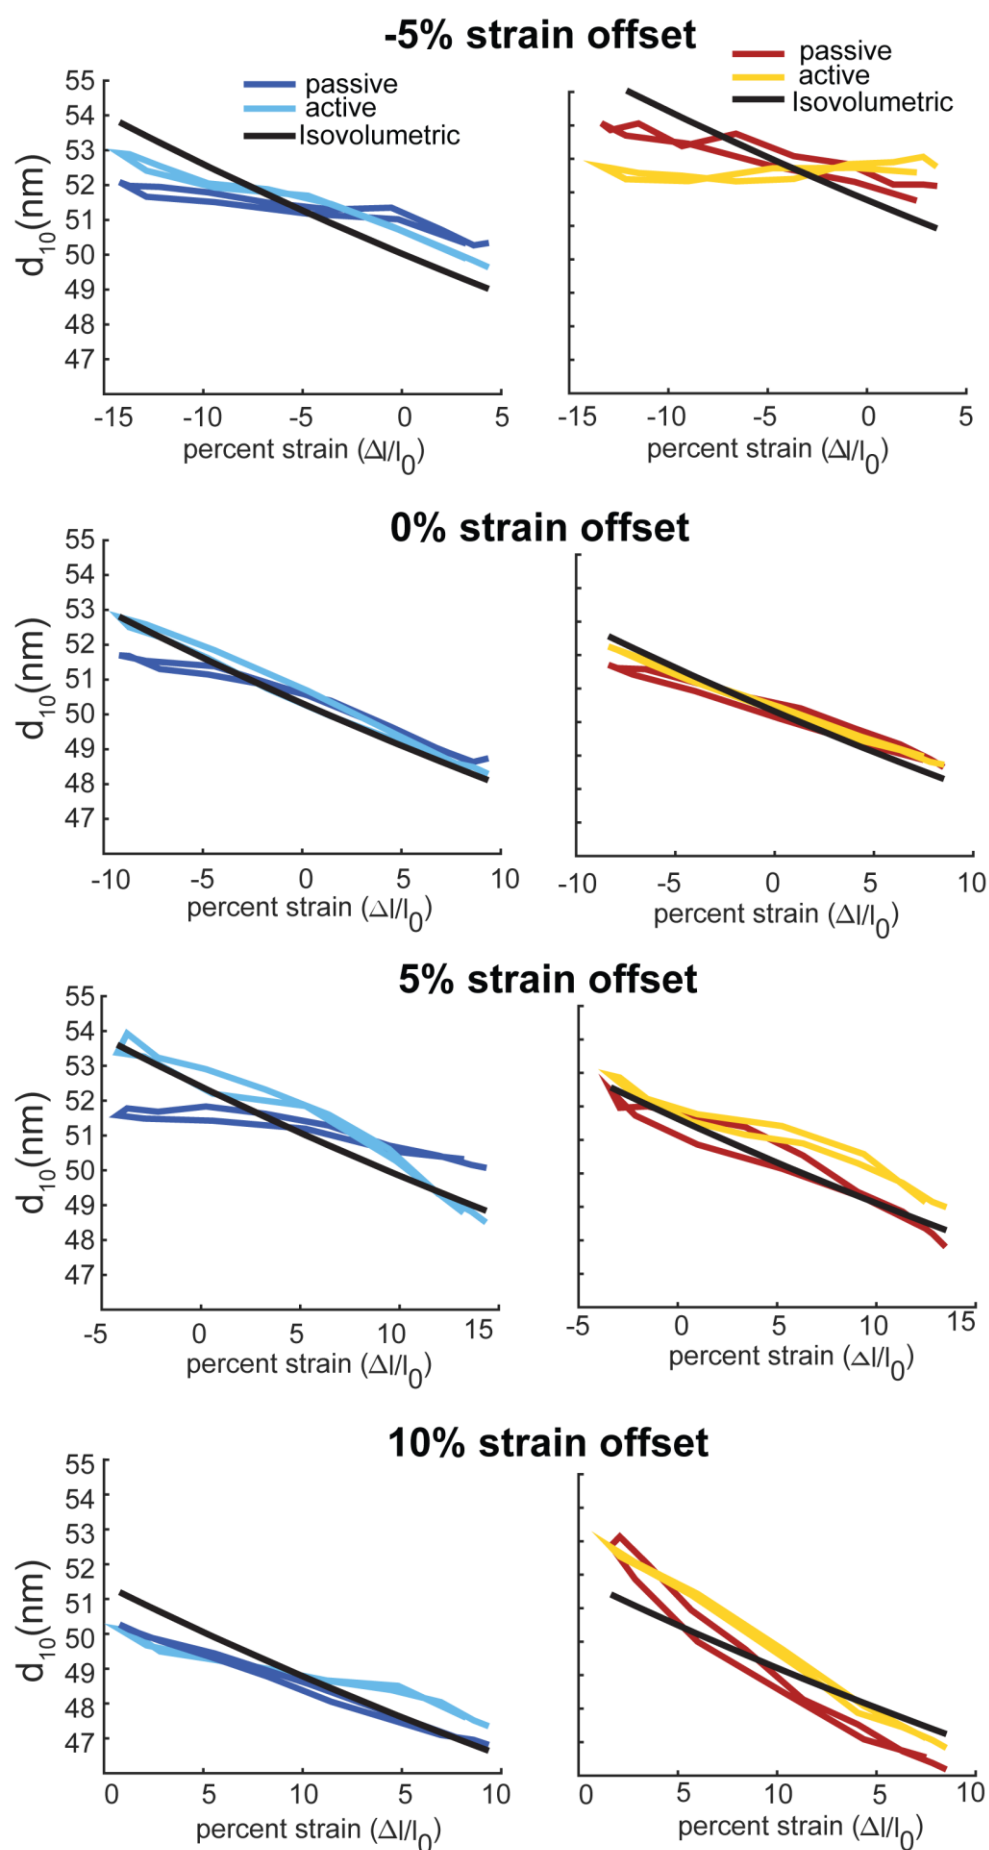 -5% strain offset
passive
active
Isovolumetric
passive
active
Isovolumetric
55
54
53
52
51
50
49
48
47
d10(nm)
-15 -10 -5 0 5
percent strain (Δl/l0)
-15 -10 -5 0 5
percent strain (Δl/l0)
0% strain offset
55
54
53
52
51
50
49
48
47
d10(nm)
-10 -5 0 5 10
percent strain (Δl/l0)
-10 -5 0 5 10
percent strain (Δl/l0)
5% strain offset
55
54
53
52
51
50
49
48
47
d10(nm)
-5 0 5 10 15
percent strain (Δl/l0)
-5 0 5 10 15
percent strain (Δl/l0)
10% strain offset
55
54
53
52
51
50
49
48
47
d10(nm)
0 5 10 5 10
percent strain (Δl/l0)
0 5 10 5 10
percent strain (Δl/l0)